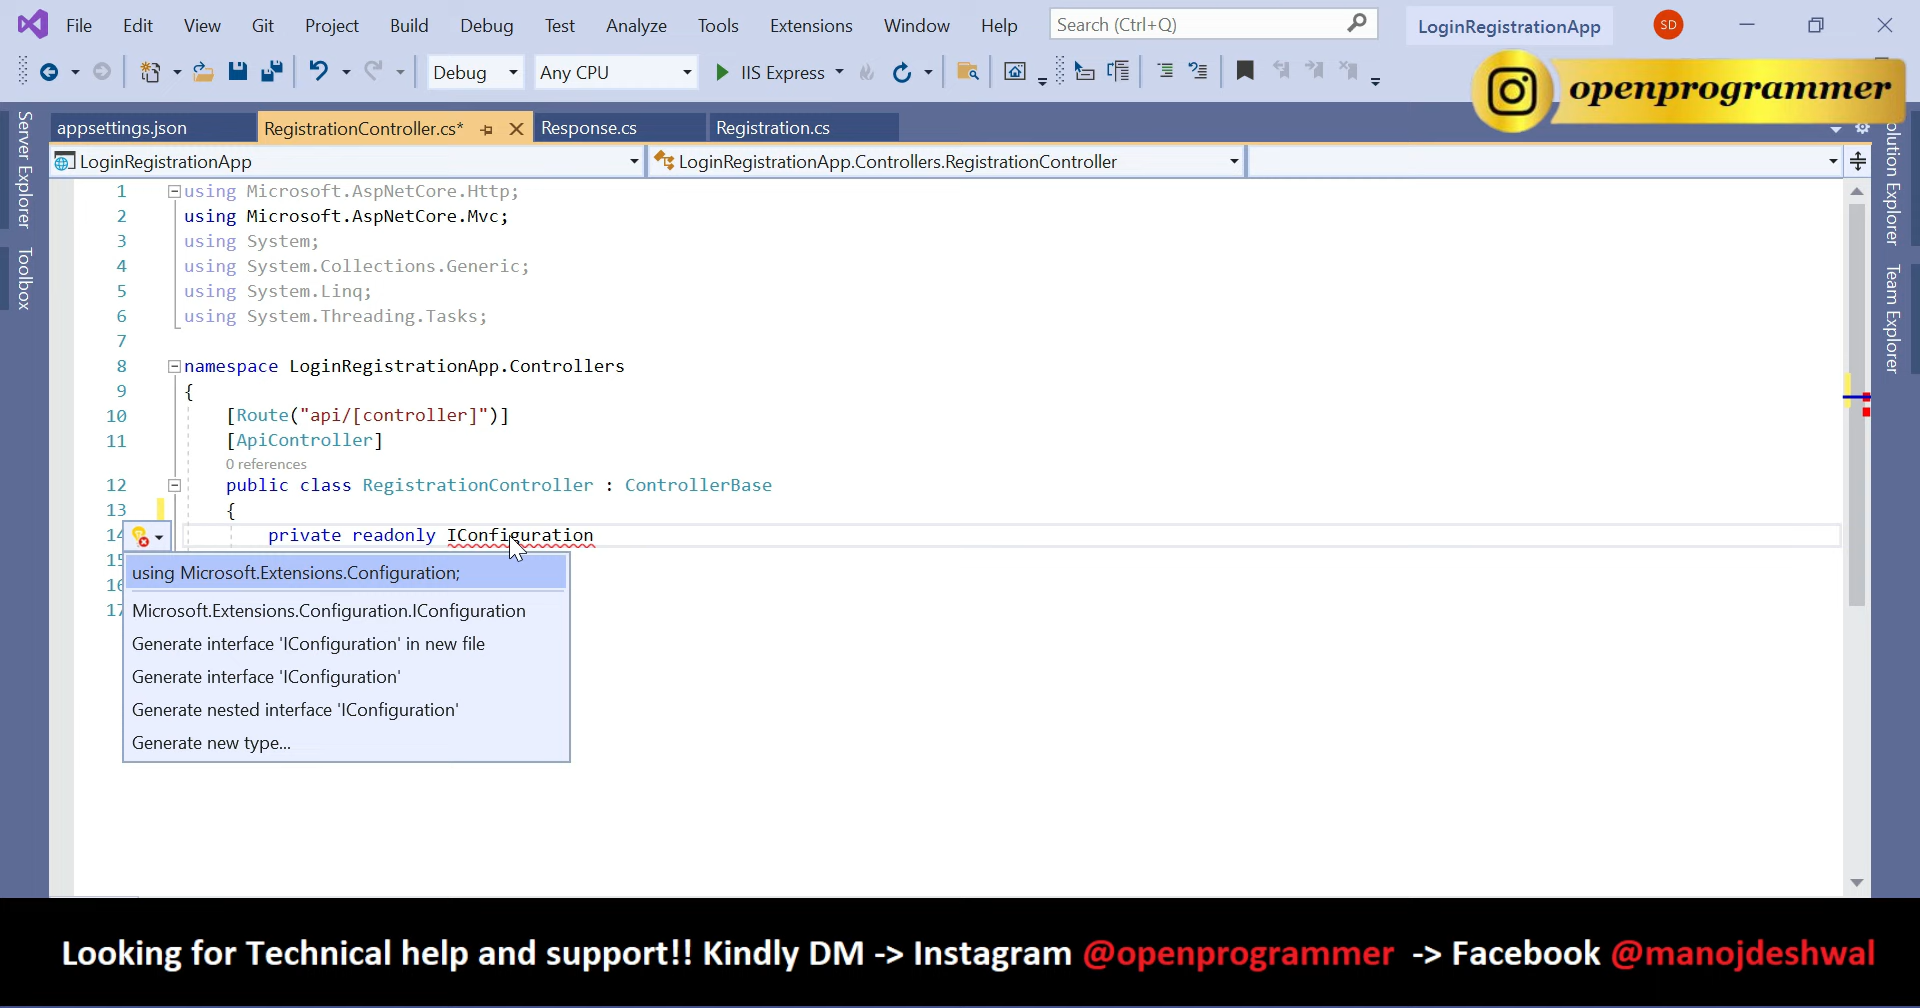 File Edit View Git Project Build Debug Test Analyze Tools Extensions Window Help Search (Ctrl+Q) LoginRegistrationApp SD
Debug Any CPU IIS Express
openprogrammer
appsettings.json RegistrationController.cs* Response.cs Registration.cs
LoginRegistrationApp LoginRegistrationApp.Controllers.RegistrationController
Server Explorer
Toolbox
olution Explorer
Team Explorer
1 using Microsoft.AspNetCore.Http;
2 using Microsoft.AspNetCore.Mvc;
3 using System;
4 using System.Collections.Generic;
5 using System.Linq;
6 using System.Threading.Tasks;
7
8 namespace LoginRegistrationApp.Controllers
9 {
10 [Route("api/[controller]")]
11 [ApiController]
0 references
12 public class RegistrationController : ControllerBase
13 {
14 private readonly IConfiguration
15
using Microsoft.Extensions.Configuration;
16
17
Microsoft.Extensions.Configuration.IConfiguration
Generate interface 'IConfiguration' in new file
Generate interface 'IConfiguration'
Generate nested interface 'IConfiguration'
Generate new type...
Looking for Technical help and support!! Kindly DM -> Instagram @openprogrammer -> Facebook @manojdeshwal